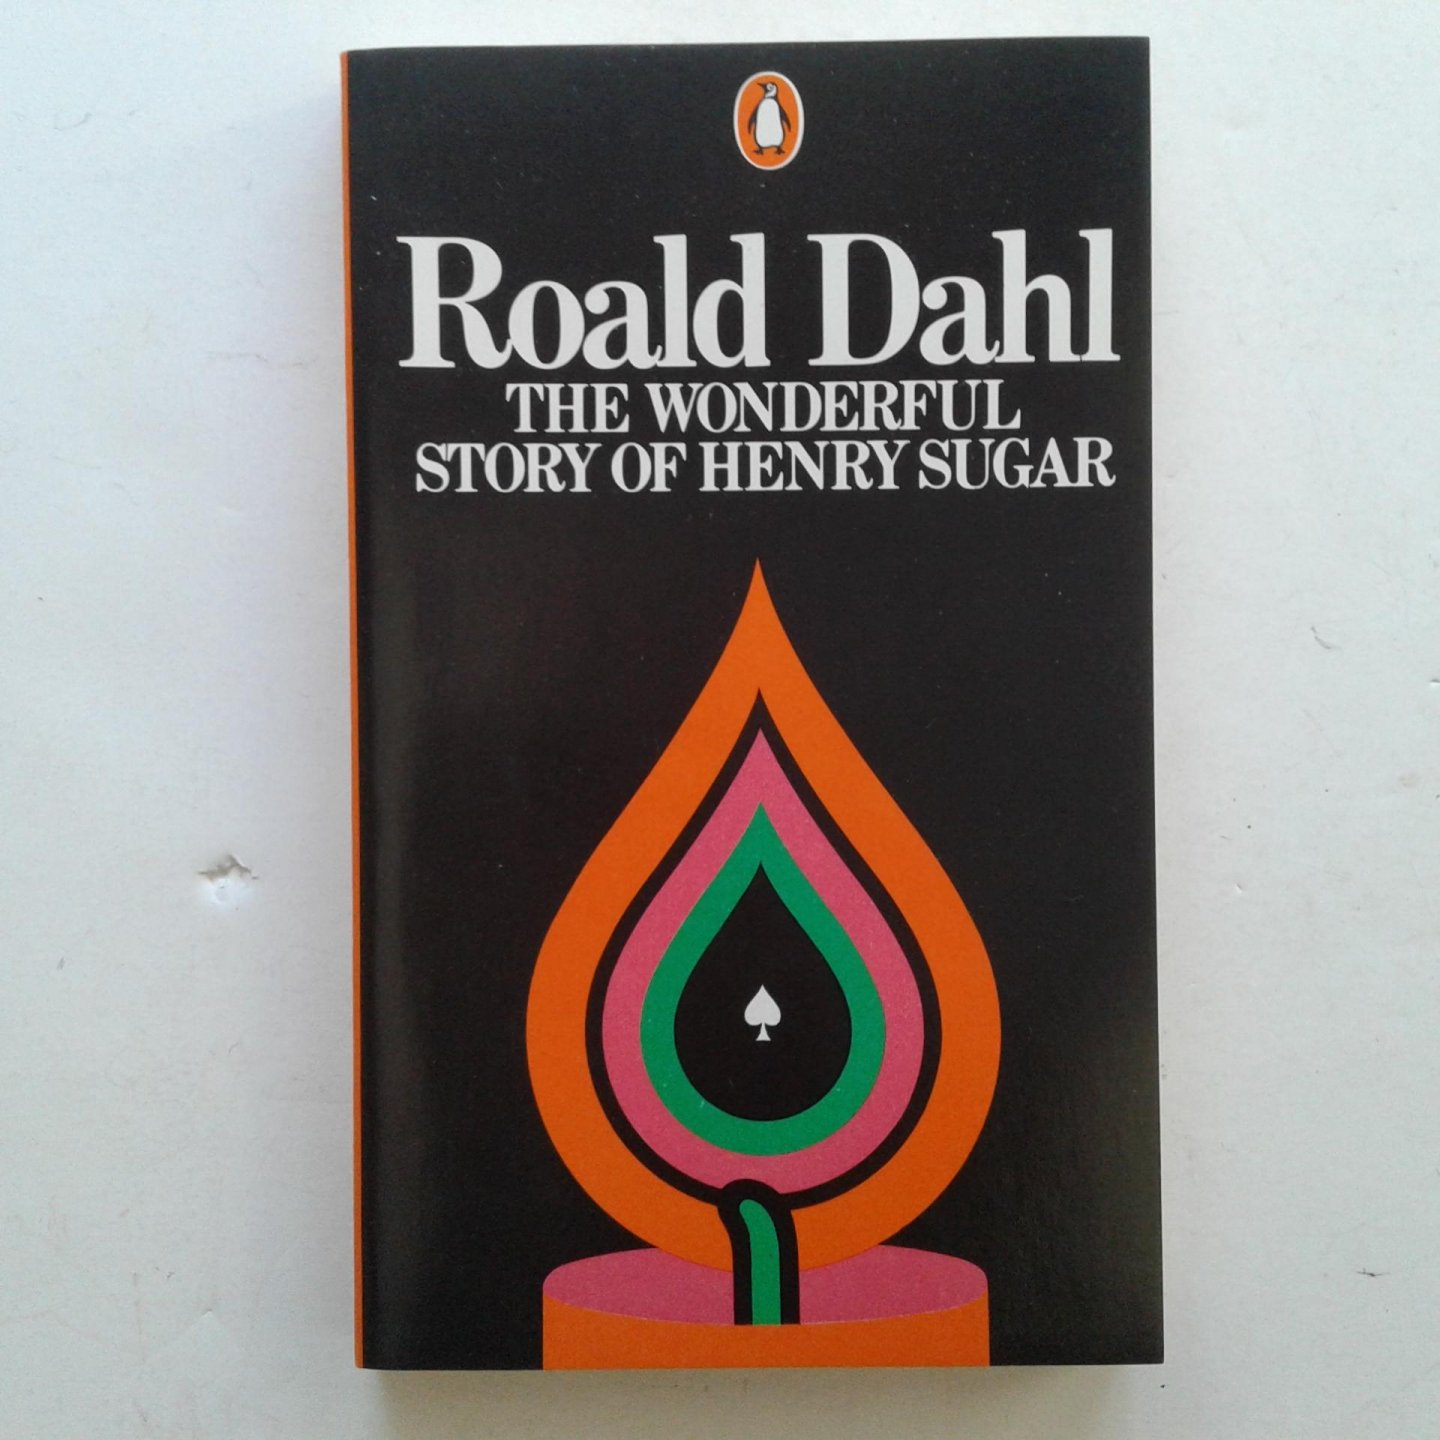 Roald Dahl
THE WONDERFUL
STORY OF HENRY SUGAR